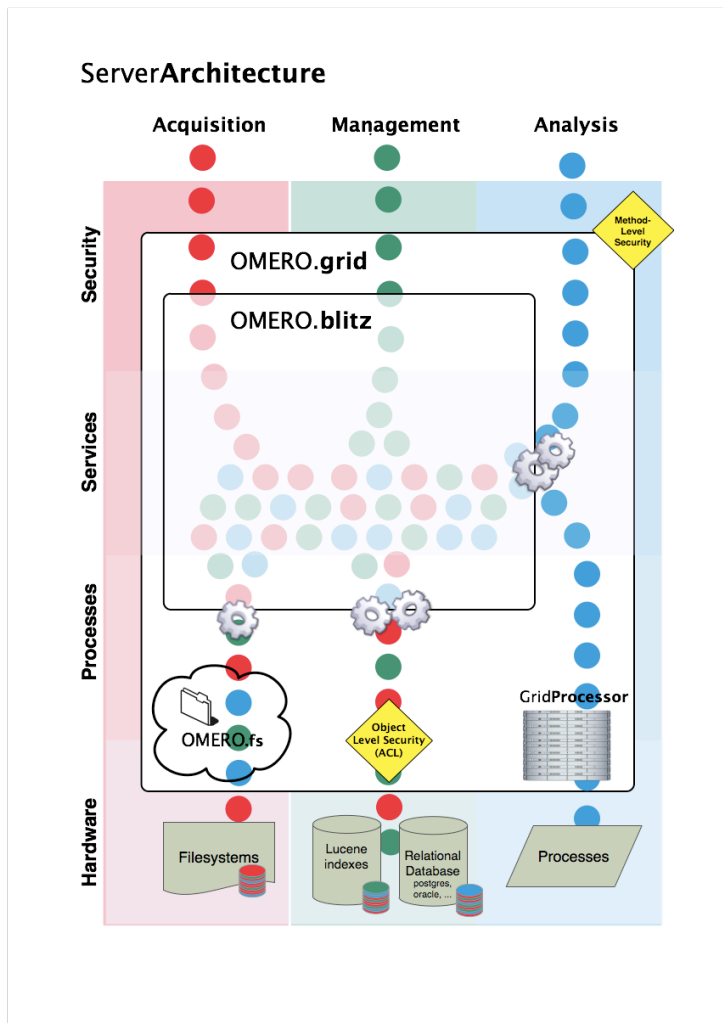 ServerArchitecture
Acquisition
Management
Analysis
Security
Method-
Level
Security
OMERO.grid
OMERO.blitz
Services
Processes
GridProcessor
OMERO.fs
Object
Level Security
(ACL)
Hardware
Filesystems
Lucene
indexes
Relational
Database
postgres,
oracle, ...
Processes